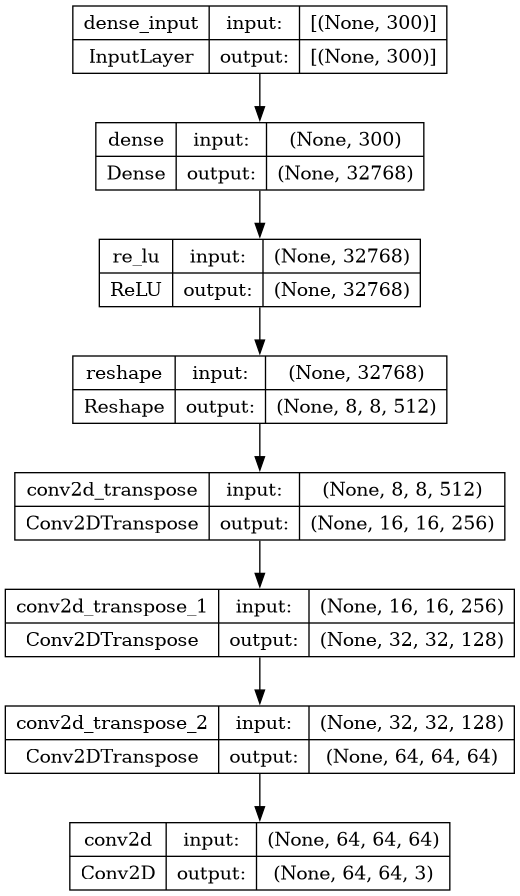 dense_input input: [(None, 300)]
InputLayer output: [(None, 300)]
dense input: (None, 300)
Dense output: (None, 32768)
re_lu input: (None, 32768)
ReLU output: (None, 32768)
reshape input: (None, 32768)
Reshape output: (None, 8, 8, 512)
conv2d_transpose input: (None, 8, 8, 512)
Conv2DTranspose output: (None, 16, 16, 256)
conv2d_transpose_1 input: (None, 16, 16, 256)
Conv2DTranspose output: (None, 32, 32, 128)
conv2d_transpose_2 input: (None, 32, 32, 128)
Conv2DTranspose output: (None, 64, 64, 64)
conv2d input: (None, 64, 64, 64)
Conv2D output: (None, 64, 64, 3)